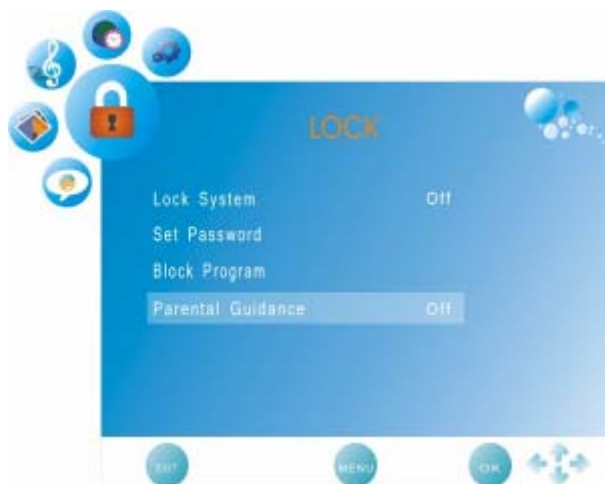 LOCK
Lock System Off
Set Password
Block Program
Parental Guidance Off
EXIT MENU OK